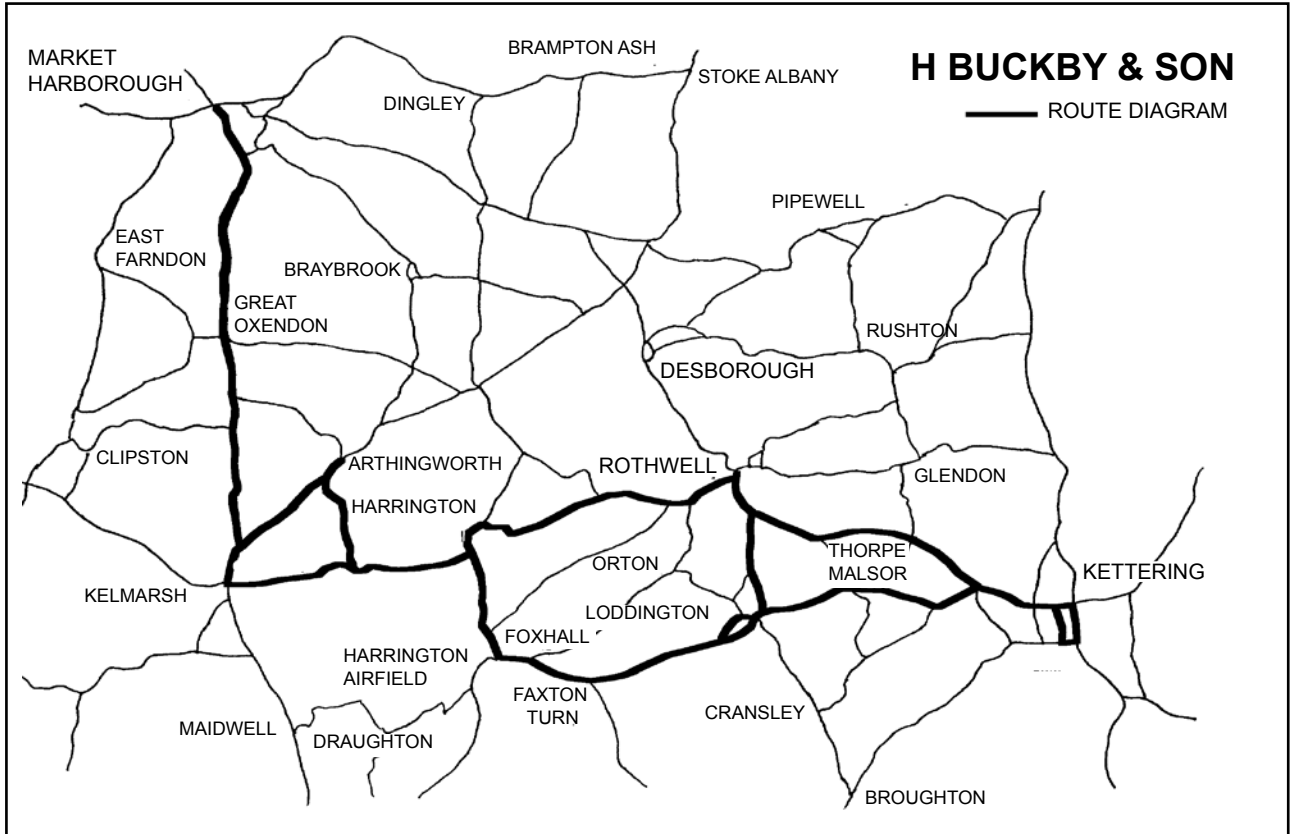 H BUCKBY & SON
ROUTE DIAGRAM
MARKET
HARBOROUGH
BRAMPTON ASH
STOKE ALBANY
DINGLEY
PIPEWELL
EAST
FARNDON
BRAYBROOK
GREAT
OXENDON
RUSHTON
DESBOROUGH
CLIPSTON
ARTHINGWORTH
ROTHWELL
GLENDON
HARRINGTON
THORPE
MALSOR
ORTON
KETTERING
KELMARSH
LODDINGTON
FOXHALL
HARRINGTON
AIRFIELD
FAXTON
TURN
CRANSLEY
MAIDWELL
DRAUGHTON
BROUGHTON